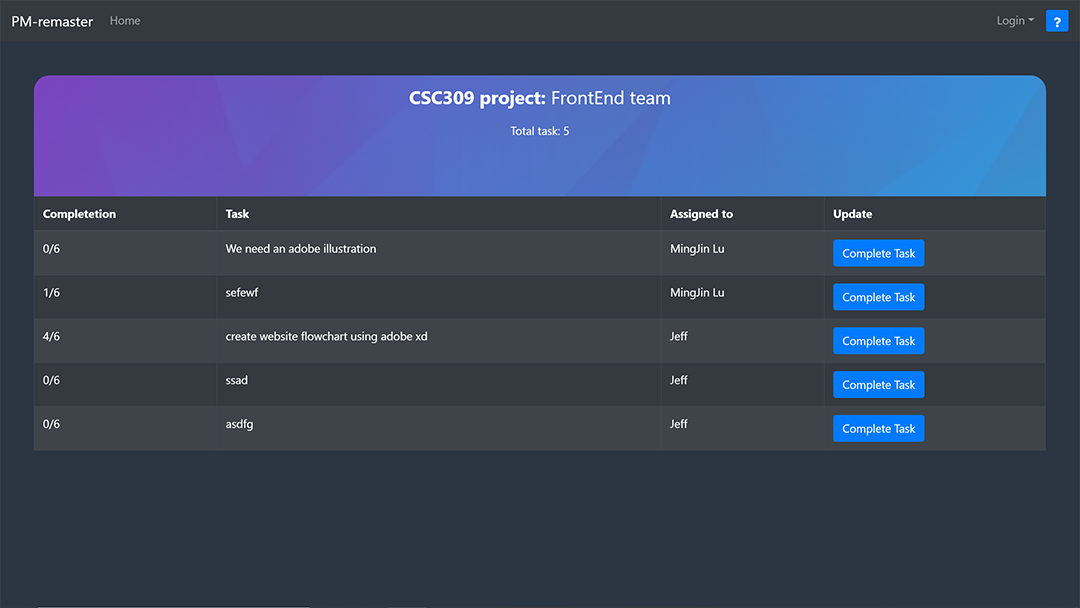 PM-remaster Home Login ?
CSC309 project: FrontEnd team
Total task: 5
Completetion Task Assigned to Update
0/6 We need an adobe illustration MingJin Lu Complete Task
1/6 sefewf MingJin Lu Complete Task
4/6 create website flowchart using adobe xd Jeff Complete Task
0/6 ssad Jeff Complete Task
0/6 asdfg Jeff Complete Task